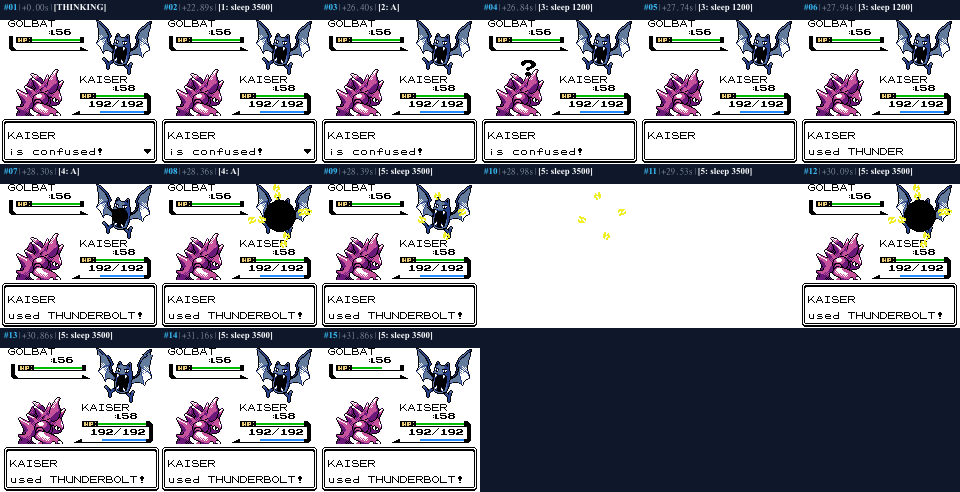 #01|+0.00s| [THINKING]
GOLBAT
:L56
HP:
KAISER
:L58
HP:
192/192
KAISER
is confused!
#02|+22.89s| [1: sleep 3500]
GOLBAT
:L56
HP:
KAISER
:L58
HP:
192/192
KAISER
is confused!
#03|+26.40s| [2: A]
GOLBAT
:L56
HP:
KAISER
:L58
HP:
192/192
KAISER
is confused!
#04|+26.84s| [3: sleep 1200]
GOLBAT
:L56
HP:
?
KAISER
:L58
HP:
192/192
KAISER
is confused!
#05|+27.74s| [3: sleep 1200]
GOLBAT
:L56
HP:
KAISER
:L58
HP:
192/192
KAISER
#06|+27.94s| [3: sleep 1200]
GOLBAT
:L56
HP:
KAISER
:L58
HP:
192/192
KAISER
used THUNDER
#07|+28.30s| [4: A]
GOLBAT
:L56
HP:
KAISER
:L58
HP:
192/192
KAISER
used THUNDERBOLT!
#08|+28.36s| [4: A]
GOLBAT
:L56
HP:
KAISER
:L58
HP:
192/192
KAISER
used THUNDERBOLT!
#09|+28.39s| [5: sleep 3500]
GOLBAT
:L56
HP:
KAISER
:L58
HP:
192/192
KAISER
used THUNDERBOLT!
#10|+28.98s| [5: sleep 3500]
#11|+29.53s| [5: sleep 3500]
#12|+30.09s| [5: sleep 3500]
GOLBAT
:L56
HP:
KAISER
:L58
HP:
192/192
KAISER
used THUNDERBOLT!
#13|+30.86s| [5: sleep 3500]
GOLBAT
:L56
HP:
KAISER
:L58
HP:
192/192
KAISER
used THUNDERBOLT!
#14|+31.16s| [5: sleep 3500]
GOLBAT
:L56
HP:
KAISER
:L58
HP:
192/192
KAISER
used THUNDERBOLT!
#15|+31.86s| [5: sleep 3500]
GOLBAT
:L56
HP:
KAISER
:L58
HP:
192/192
KAISER
used THUNDERBOLT!